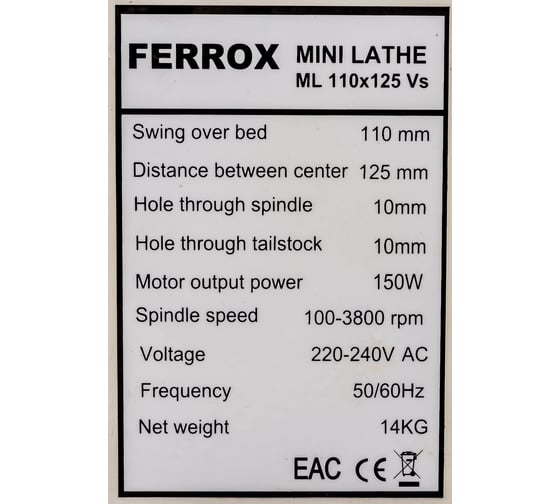 FERROX MINI LATHE
ML 110x125 Vs
Swing over bed 110 mm
Distance between center 125 mm
Hole through spindle 10mm
Hole through tailstock 10mm
Motor output power 150W
Spindle speed 100-3800 rpm
Voltage 220-240V AC
Frequency 50/60Hz
Net weight 14KG
EAC CE